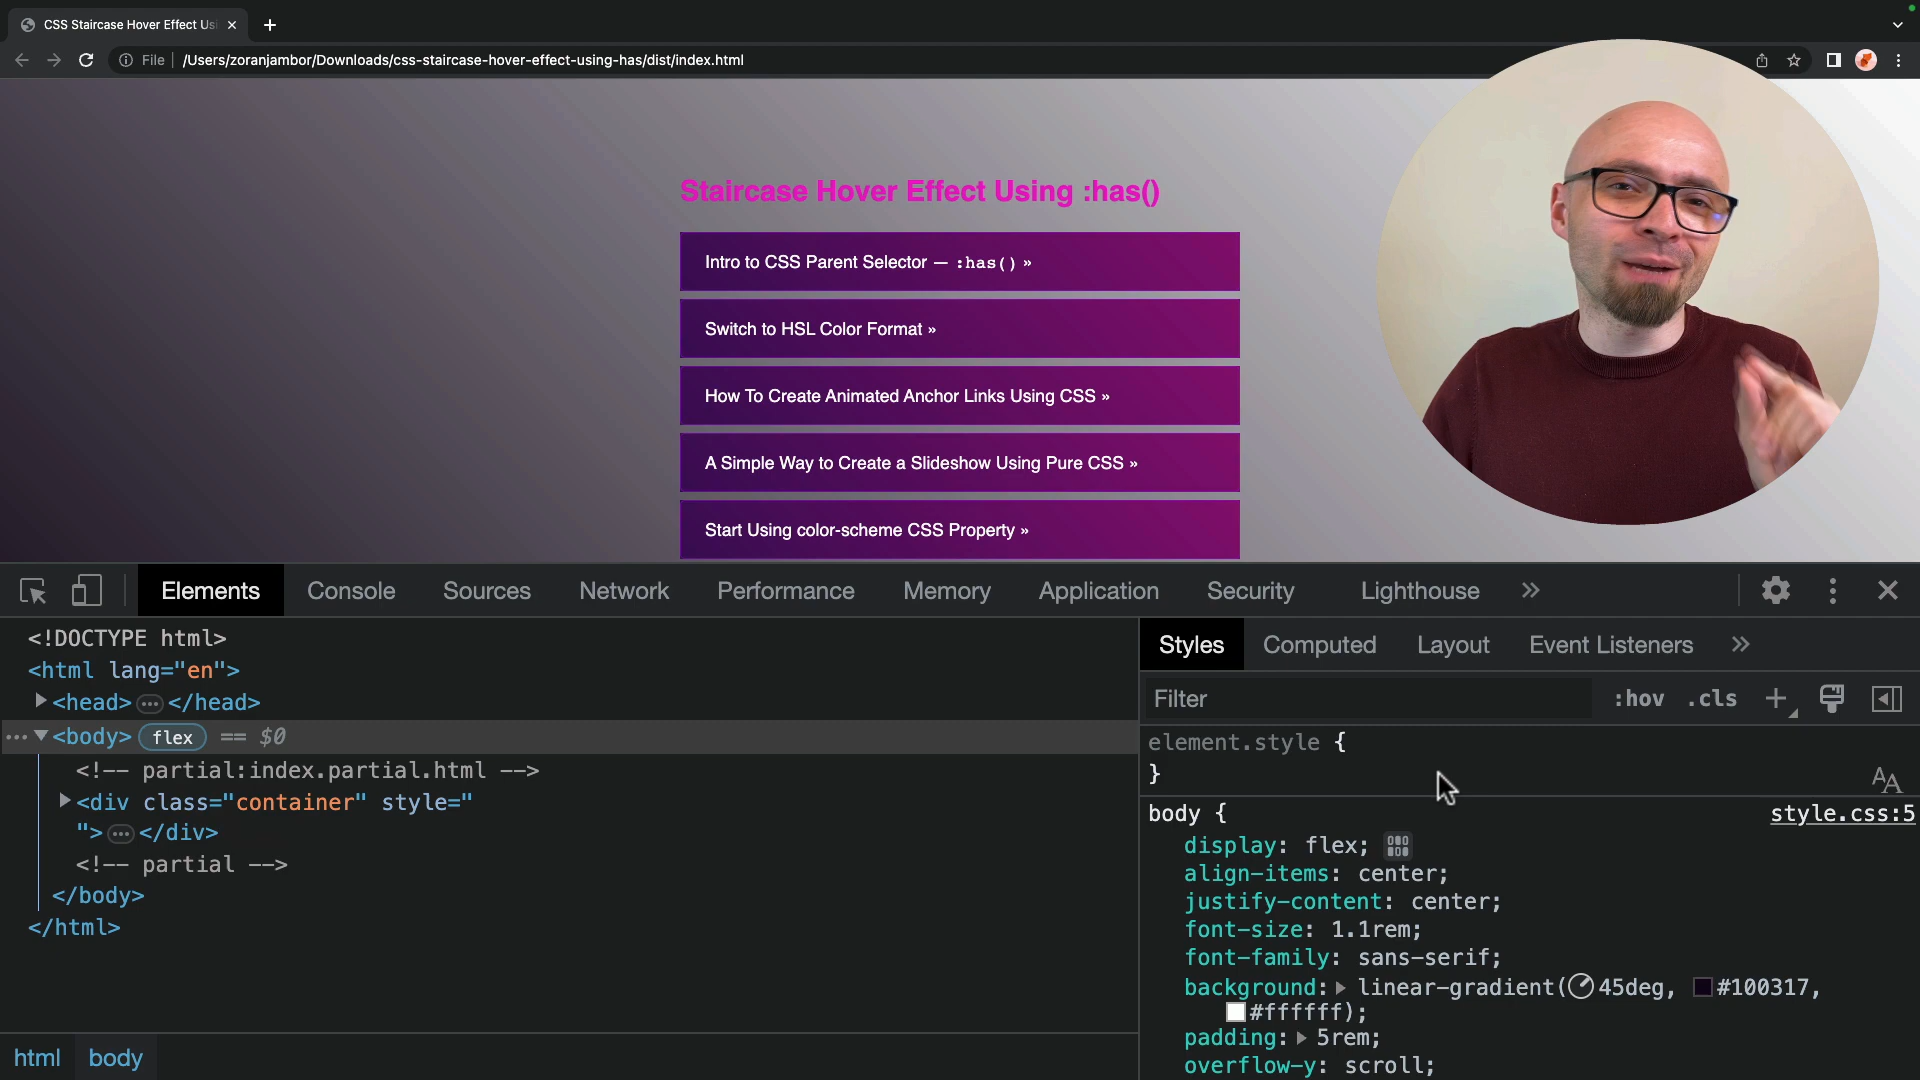 CSS Staircase Hover Effect Usi
File
/Users/zoranjambor/Downloads/css-staircase-hover-effect-using-has/dist/index.html
Staircase Hover Effect Using :has()
Intro to CSS Parent Selector — :has() »
Switch to HSL Color Format »
How To Create Animated Anchor Links Using CSS »
A Simple Way to Create a Slideshow Using Pure CSS »
Start Using color-scheme CSS Property »
Elements Console Sources Network Performance Memory Application Security Lighthouse »
<!DOCTYPE html>
<html lang="en">
<head> ... </head>
... <body> flex == $0
<!-- partial:index.partial.html -->
<div class="container" style="
"> ... </div>
<!-- partial -->
</body>
</html>
html body
Styles Computed Layout Event Listeners »
Filter :hov .cls +
element.style {
}
AA
body { style.css:5
display: flex;
align-items: center;
justify-content: center;
font-size: 1.1rem;
font-family: sans-serif;
background: linear-gradient(45deg, #100317,
#ffffff);
padding: 5rem;
overflow-y: scroll;